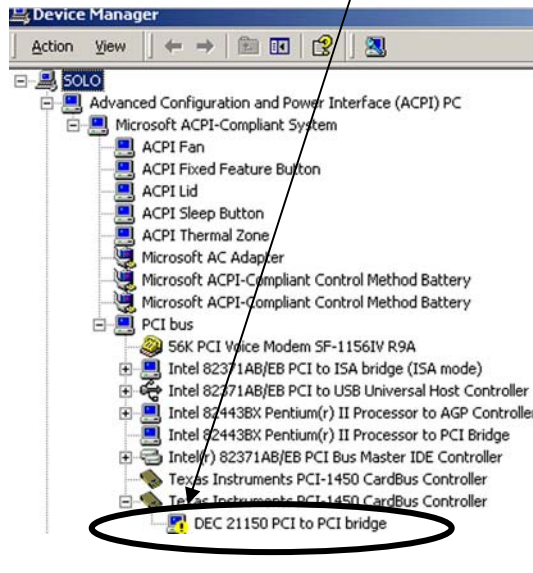 Device Manager
Action View
SOLO
Advanced Configuration and Power Interface (ACPI) PC
Microsoft ACPI-Compliant System
ACPI Fan
ACPI Fixed Feature Button
ACPI Lid
ACPI Sleep Button
ACPI Thermal Zone
Microsoft AC Adapter
Microsoft ACPI-Compliant Control Method Battery
Microsoft ACPI-Compliant Control Method Battery
PCI bus
56K PCI Voice Modem SF-1156IV R9A
Intel 82371AB/EB PCI to ISA bridge (ISA mode)
Intel 82371AB/EB PCI to USB Universal Host Controller
Intel 82443BX Pentium(r) II Processor to AGP Controlle
Intel 82443BX Pentium(r) II Processor to PCI Bridge
Intel(r) 82371AB/EB PCI Bus Master IDE Controller
Texas Instruments PCI-1450 CardBus Controller
Texas Instruments PCI-1450 CardBus Controller
DEC 21150 PCI to PCI bridge